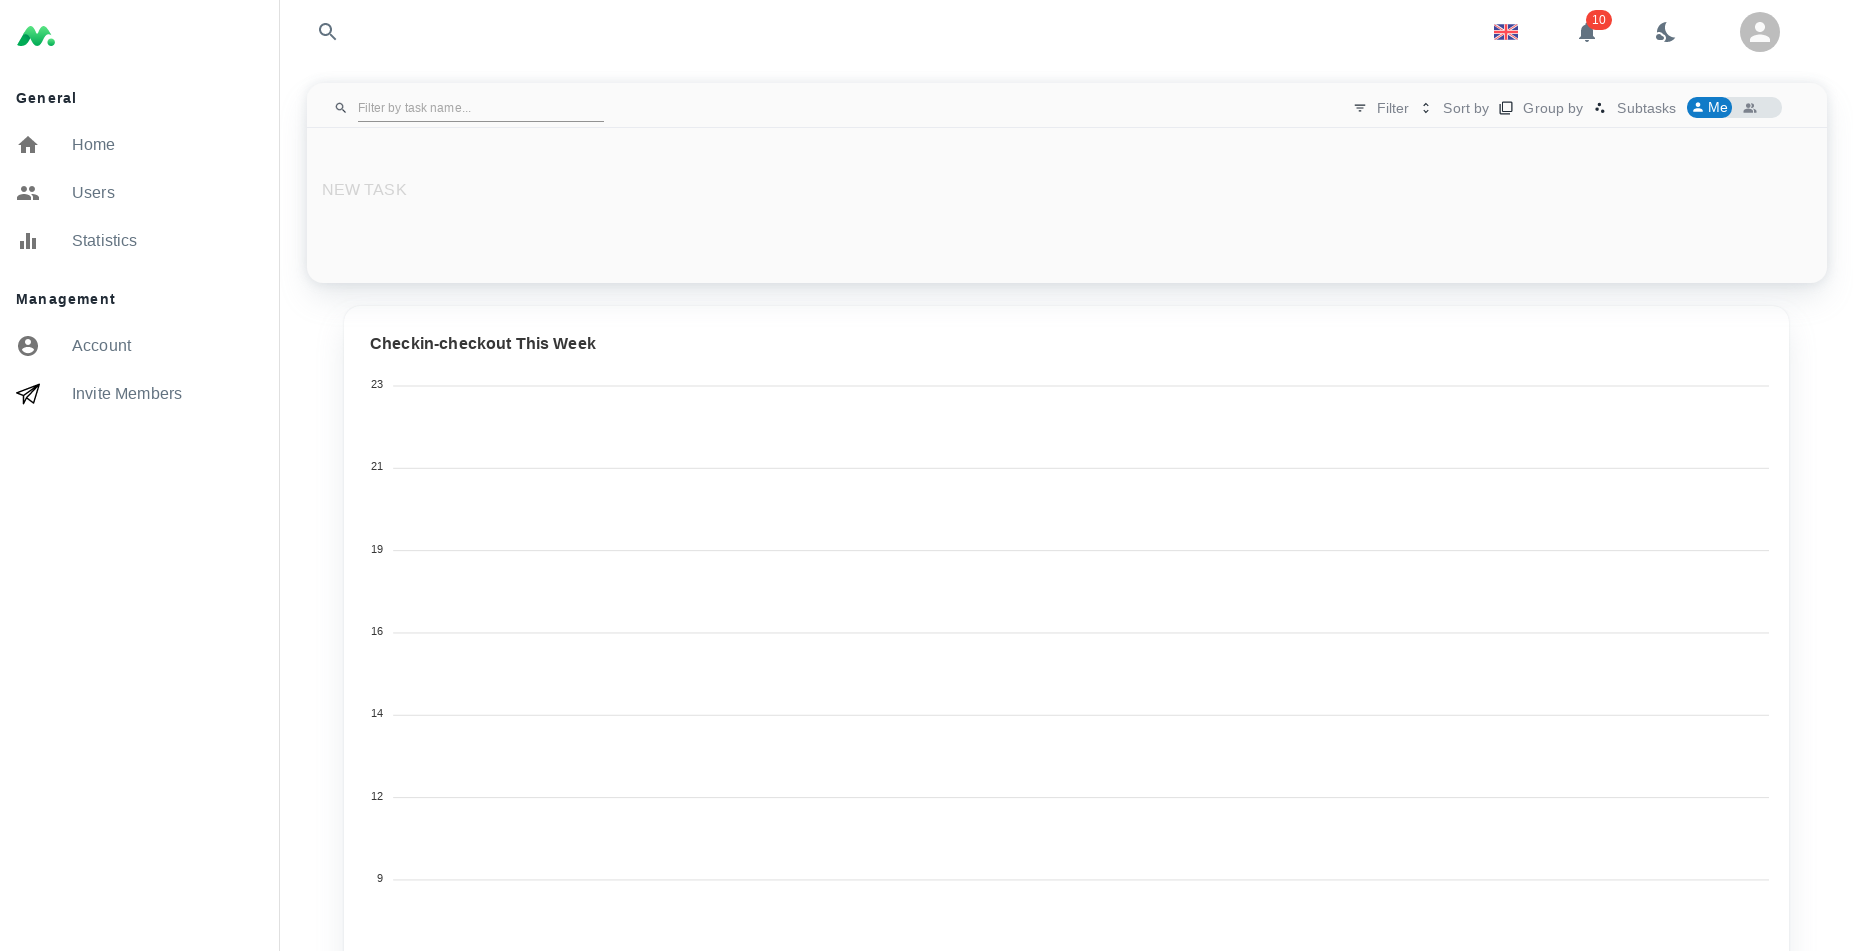 10
General
Home
Users
Statistics
Management
Account
Invite Members
Filter by task name...
Filter
Sort by
Group by
Subtasks
Me
NEW TASK
Checkin-checkout This Week
23
21
19
16
14
12
9